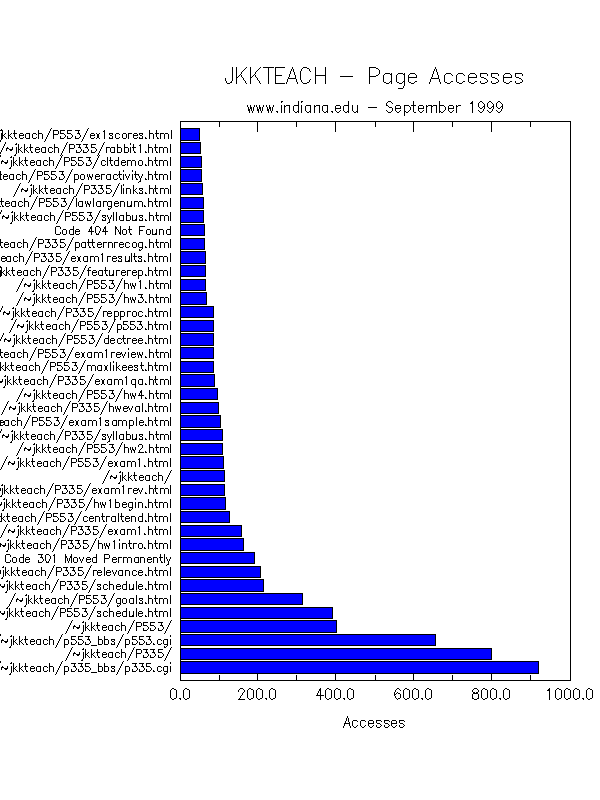 JKKTEACH – Page Accesses
www.indiana.edu – September 1999
jkkteach/P553/ex1scores.html
/~jkkteach/P335/rabbit1.html
~jkkteach/P553/cltdemo.html
teach/P553/poweractivity.html
/~jkkteach/P335/links.html
teach/P553/lawlargenum.html
/~jkkteach/P553/syllabus.html
Code 404 Not Found
teach/P335/patternrecog.html
each/P335/exam1results.html
jkkteach/P335/featurerep.html
/~jkkteach/P553/hw1.html
/~jkkteach/P553/hw3.html
/~jkkteach/P335/repproc.html
/~jkkteach/P553/p553.html
/~jkkteach/P553/dectree.html
teach/P553/exam1review.html
jkkteach/P553/maxlikeest.html
~jkkteach/P335/exam1qa.html
/~jkkteach/P553/hw4.html
/~jkkteach/P335/hweval.html
each/P553/exam1sample.html
/~jkkteach/P335/syllabus.html
/~jkkteach/P553/hw2.html
/~jkkteach/P553/exam1.html
/~jkkteach/
jkkteach/P335/exam1rev.html
~jkkteach/P335/hw1begin.html
kkteach/P553/centraltend.html
/~jkkteach/P335/exam1.html
~jkkteach/P335/hw1intro.html
Code 301 Moved Permanently
~jkkteach/P335/relevance.html
~jkkteach/P335/schedule.html
/~jkkteach/P553/goals.html
~jkkteach/P553/schedule.html
/~jkkteach/P553/
~jkkteach/p553_bbs/p553.cgi
/~jkkteach/P335/
~jkkteach/p335_bbs/p335.cgi
0.0 200.0 400.0 600.0 800.0 1000.0
Accesses